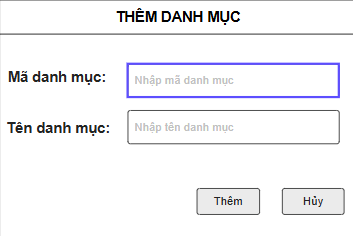 THÊM DANH MỤC
Mã danh mục: Nhập mã danh mục
Tên danh mục: Nhập tên danh mục
Thêm Hủy